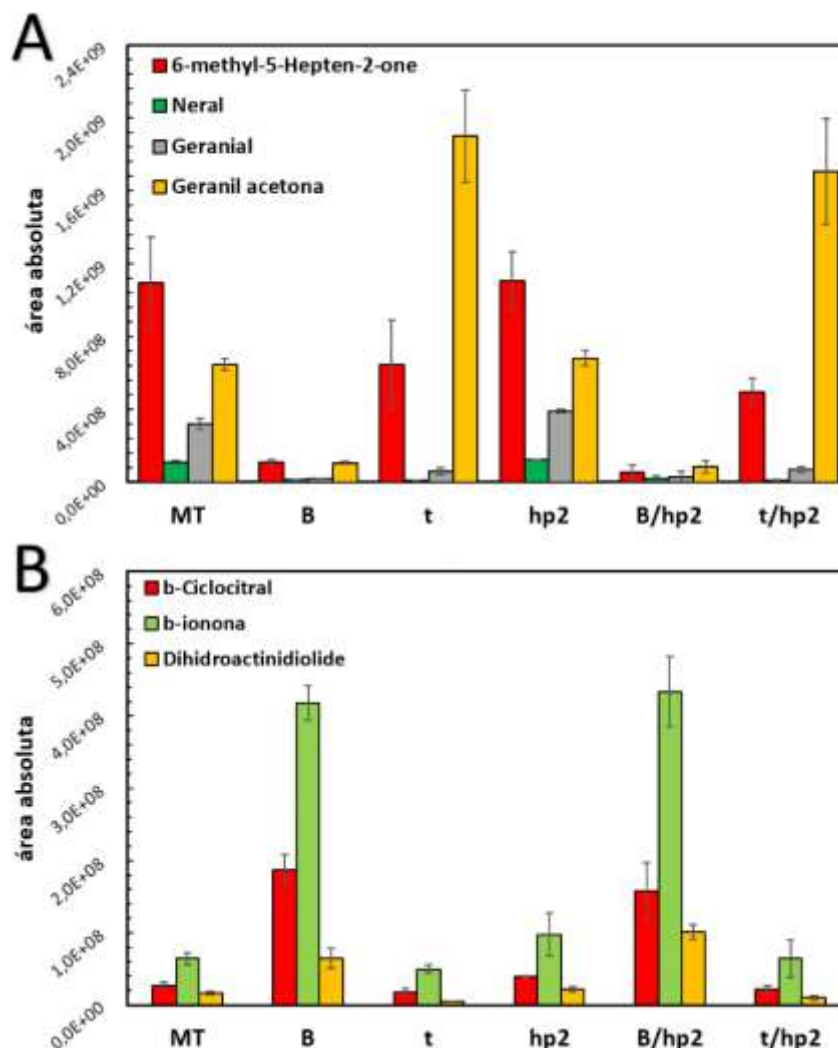 A
6-methyl-5-Hepten-2-one
Neral
Geranial
Geranil acetona
área absoluta
2,4E+09
2,0E+09
1,6E+09
1,2E+09
8,0E+08
4,0E+08
0,0E+00
MT B t hp2 B/hp2 t/hp2
B
b-Ciclocitral
b-ionona
Dihidroactinidiolide
área absoluta
6,0E+08
5,0E+08
4,0E+08
3,0E+08
2,0E+08
1,0E+08
0,0E+00
MT B t hp2 B/hp2 t/hp2